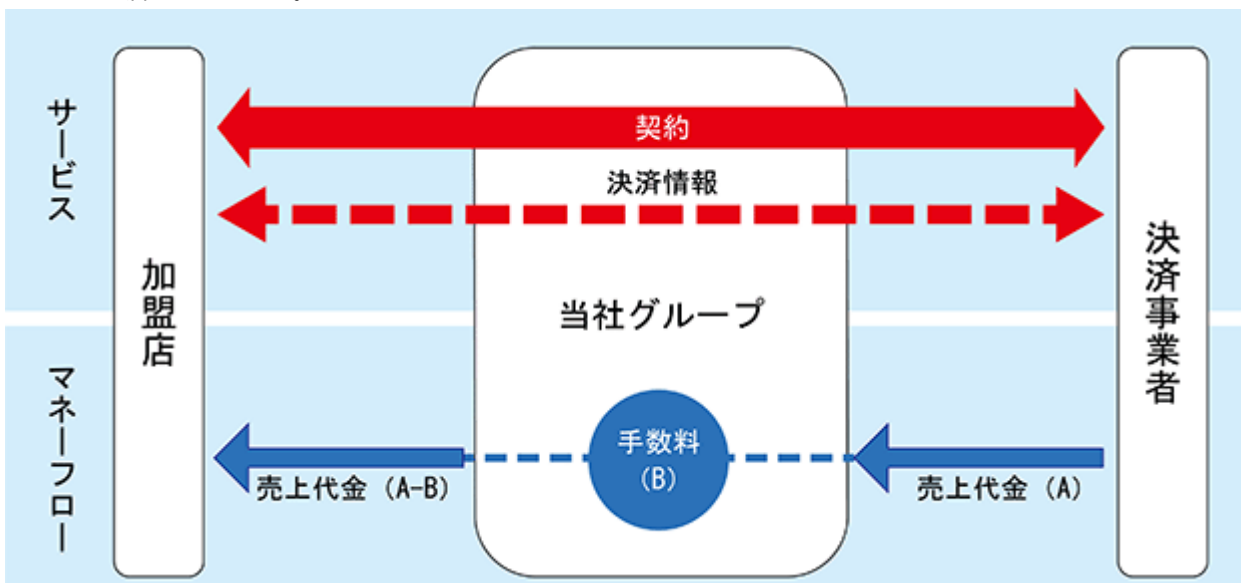 サービス
マネーフロー
加盟店
契約
決済情報
当社グループ
手数料
(B)
売上代金 (A-B)
売上代金 (A)
決済事業者